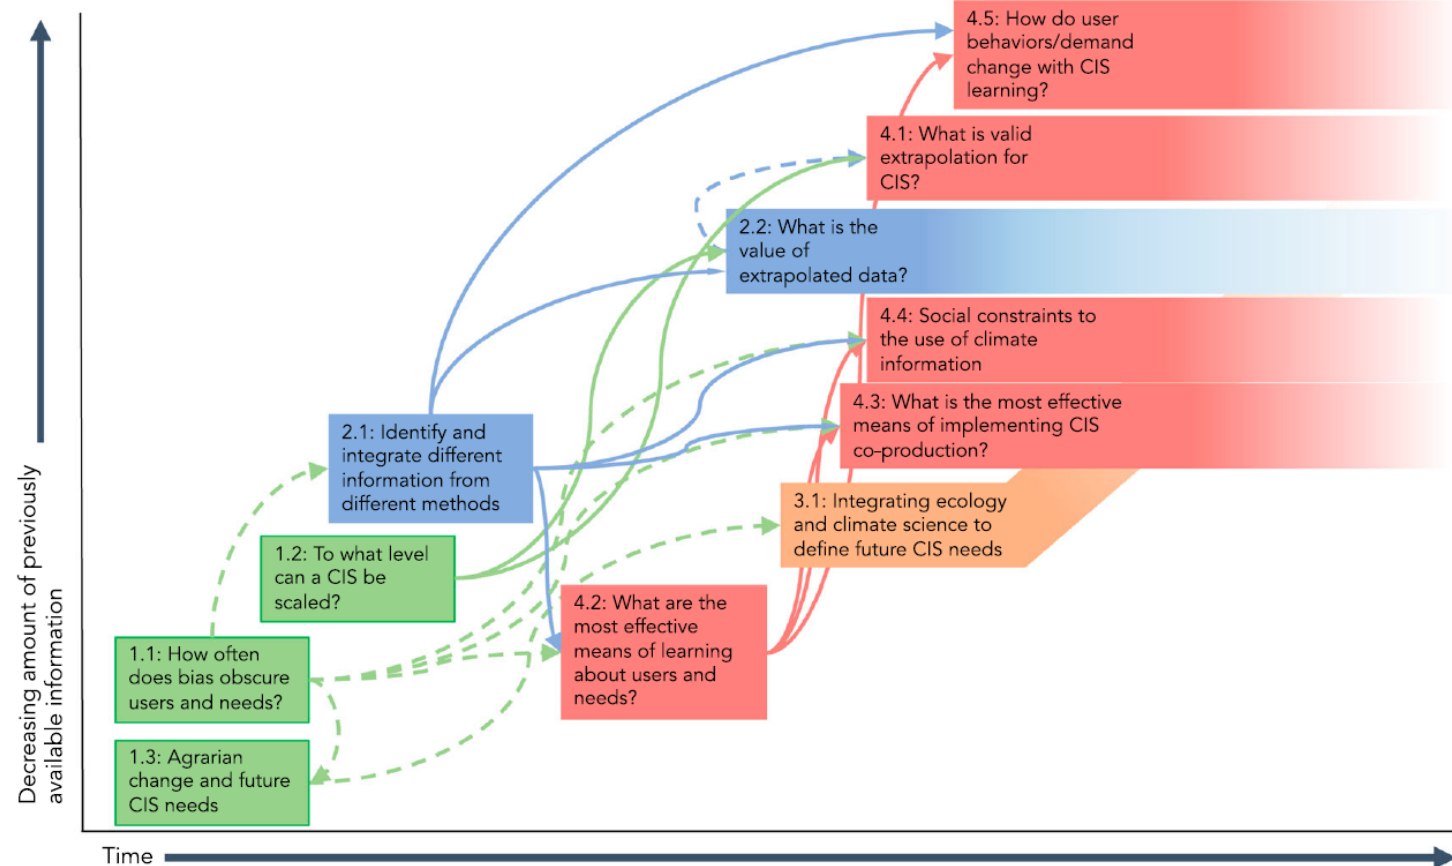 4.5: How do user
behaviors/demand
change with CIS
learning?
4.1: What is valid
extrapolation for
CIS?
2.2: What is the
value of
extrapolated data?
4.4: Social constraints to
the use of climate
information
4.3: What is the most effective
means of implementing CIS
co-production?
2.1: Identify and
integrate different
information from
different methods
3.1: Integrating ecology
and climate science to
define future CIS needs
1.2: To what level
can a CIS be
scaled?
4.2: What are the
most effective
means of learning
about users and
needs?
1.1: How often
does bias obscure
users and needs?
1.3: Agrarian
change and future
CIS needs
Decreasing amount of previously
available information
Time